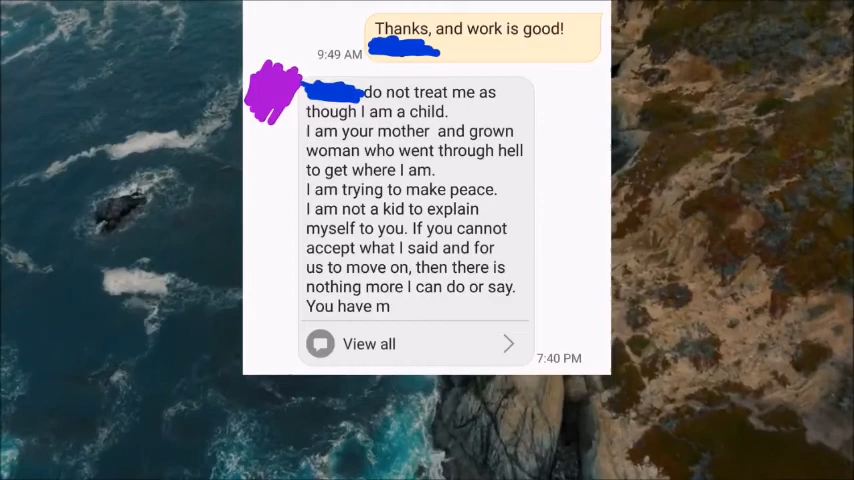 Thanks, and work is good!
9:49 AM
do not treat me as
though I am a child.
I am your mother and grown
woman who went through hell
to get where I am.
I am trying to make peace.
I am not a kid to explain
myself to you. If you cannot
accept what I said and for
us to move on, then there is
nothing more I can do or say.
You have m
View all
7:40 PM